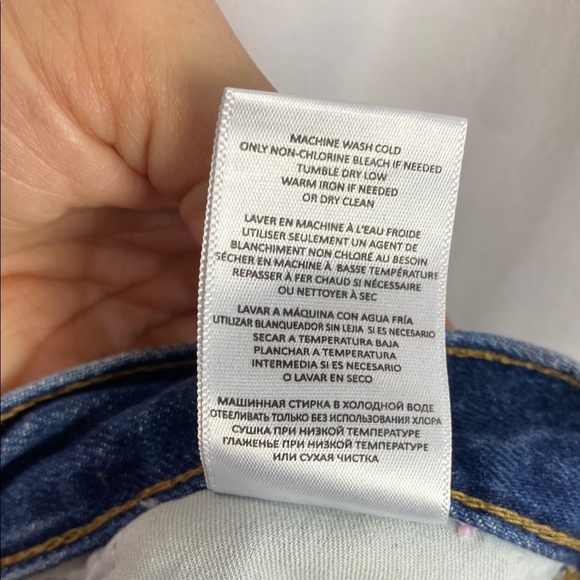 MACHINE WASH COLD
ONLY NON-CHLORINE BLEACH IF NEEDED
TUMBLE DRY LOW
WARM IRON IF NEEDED
OR DRY CLEAN
LAVER EN MACHINE À L'EAU FROIDE
UTILISER SEULEMENT UN AGENT DE
BLANCHIMENT NON CHLORÉ AU BESOIN
SÉCHER EN MACHINE À BASSE TEMPÉRATURE
REPASSER À FER CHAUD SI NÉCESSAIRE
OU NETTOYER À SEC
LAVAR A MÁQUINA CON AGUA FRÍA
UTILIZAR BLANQUEADOR SIN LEJIA SI ES NECESARIO
SECAR A TEMPERATURA BAJA
PLANCHAR A TEMPERATURA
INTERMEDIA SI ES NECESARIO
O LAVAR EN SECO
МАШИННАЯ СТИРКА В ХОЛОДНОЙ ВОДЕ
ОТБЕЛИВАТЬ ТОЛЬКО БЕЗ ИСПОЛЬЗОВАНИЯ ХЛОРА
СУШКА ПРИ НИЗКОЙ ТЕМПЕРАТУРЕ
ГЛАЖЕНЬЕ ПРИ НИЗКОЙ ТЕМПЕРАТУРЕ
ИЛИ СУХАЯ ЧИСТКА